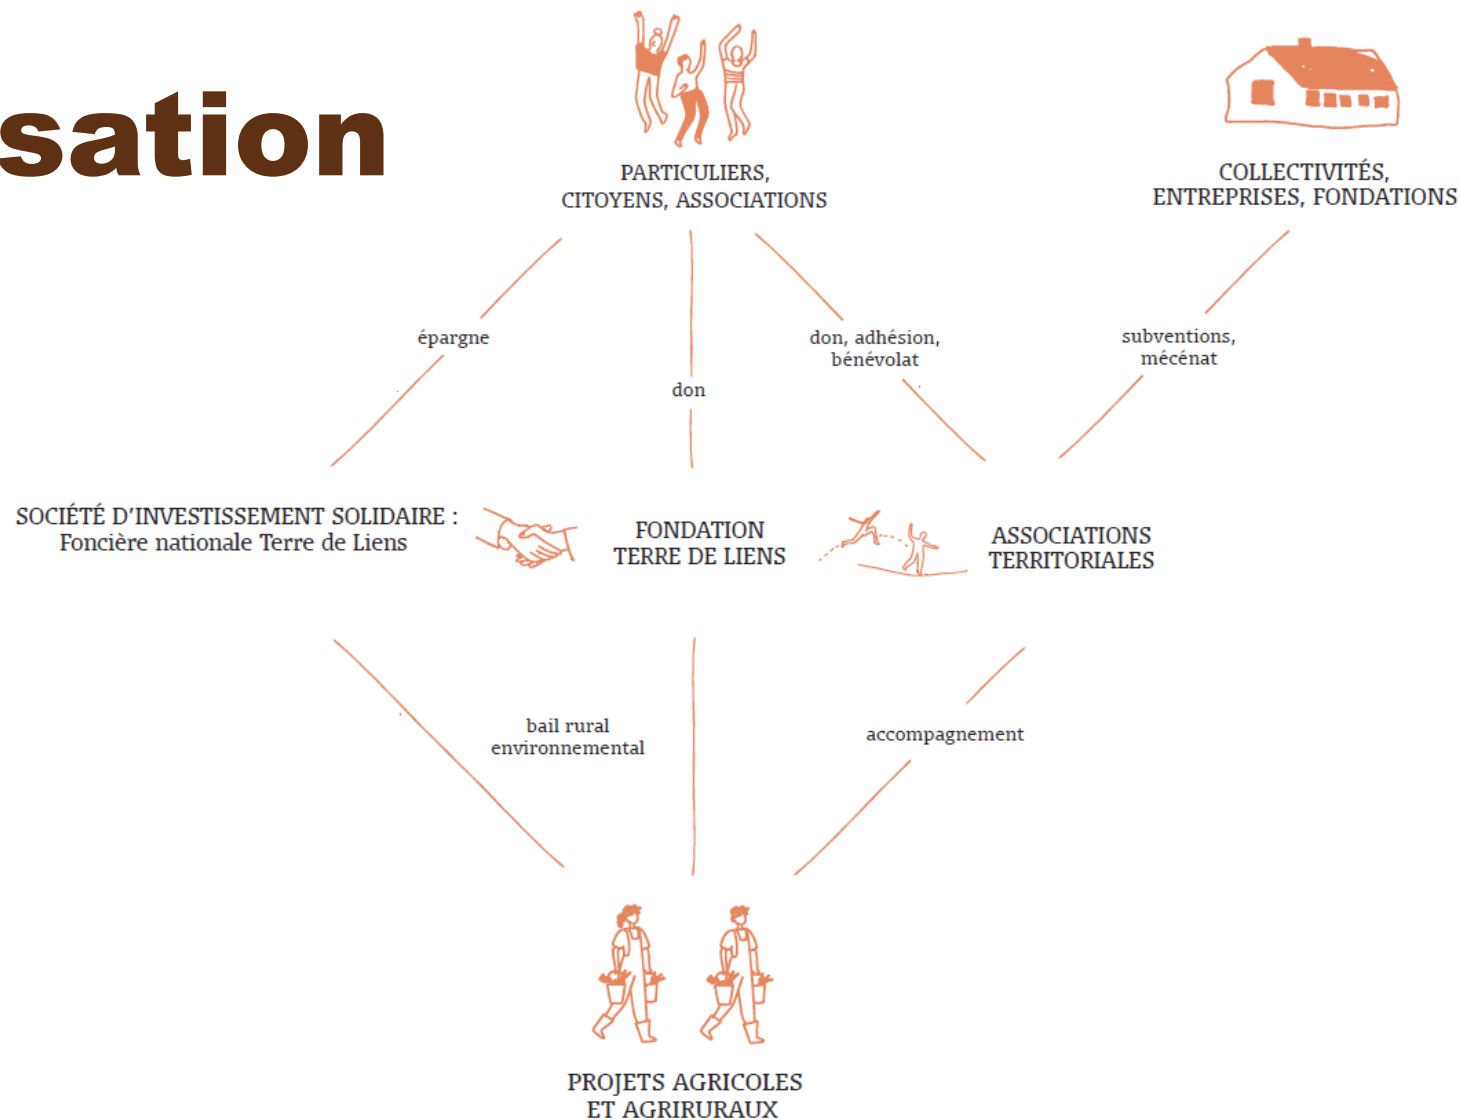 sation
PARTICULIERS,
CITOYENS, ASSOCIATIONS
COLLECTIVITÉS,
ENTREPRISES, FONDATIONS
épargne
don
don, adhésion,
bénévolat
subventions,
mécénat
SOCIÉTÉ D'INVESTISSEMENT SOLIDAIRE :
Foncière nationale Terre de Liens
FONDATION
TERRE DE LIENS
ASSOCIATIONS
TERRITORIALES
bail rural
environnemental
accompagnement
PROJETS AGRICOLES
ET AGRIRURAUX